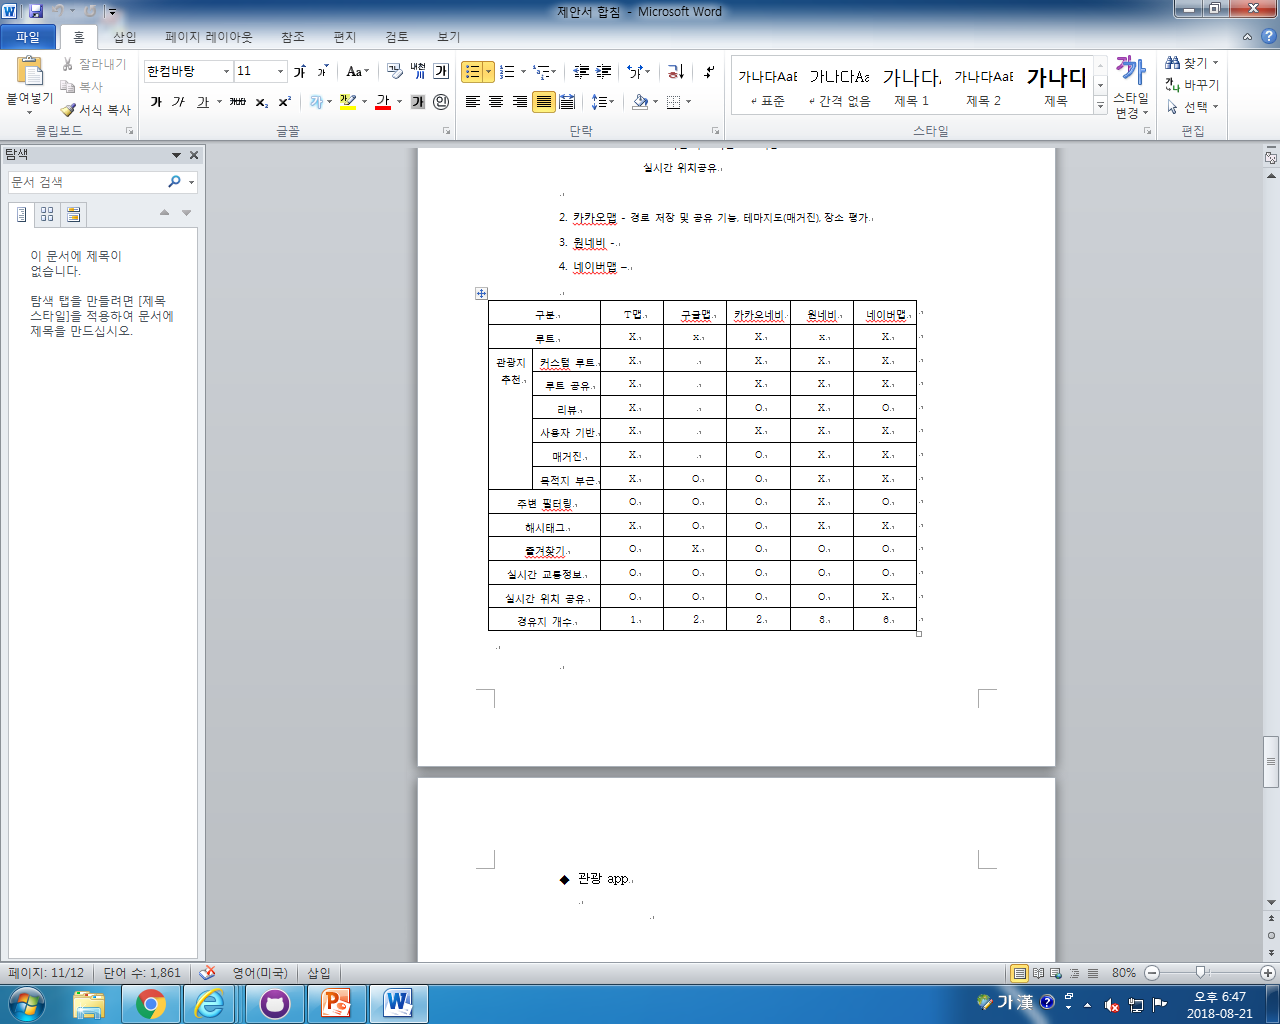 제안서 합침 - Microsoft Word
파일 홈 삽입 페이지 레이아웃 참조 편지 검토 보기
붙여넣기
잘라내기
복사
서식 복사
클립보드
한컴바탕 11
글꼴
단락
가나다AaB 가나다Aa 가나다, 가나다AaB 가나다
표준 간격 없음 제목 1 제목 2 제목
스타일 변경
스타일
찾기
바꾸기
선택
편집
탐색
문서 검색
이 문서에 제목이
없습니다.
탐색 탭을 만들려면 [제목
스타일]을 적용하여 문서에
제목을 만드십시오.
실시간 위치공유.
2. 카카오맵 - 경로 저장 및 공유 기능, 테마지도(매거진), 장소 평가.
3. 원네비 -
4. 네이버맵 –
구분 T맵 구글맵 카카오네비 원네비 네이버맵
루트 X x X x X
관광지 추천
커스텀 루트 X X X X
루트 공유 X X X X
리뷰 X O X O
사용자 기반 X X X X
매거진 X O X X
목적지 부근 X O O X X
주변 필터링 O O O X O
해시태그 X O O X X
즐겨찾기 O X O O O
실시간 교통정보 O O O O O
실시간 위치 공유 O O O O X
경유지 개수 1 2 2
◆ 관광 app
페이지: 11/12 단어 수: 1,861 영어(미국) 삽입 80%
가 漢
오후 6:47
2018-08-21